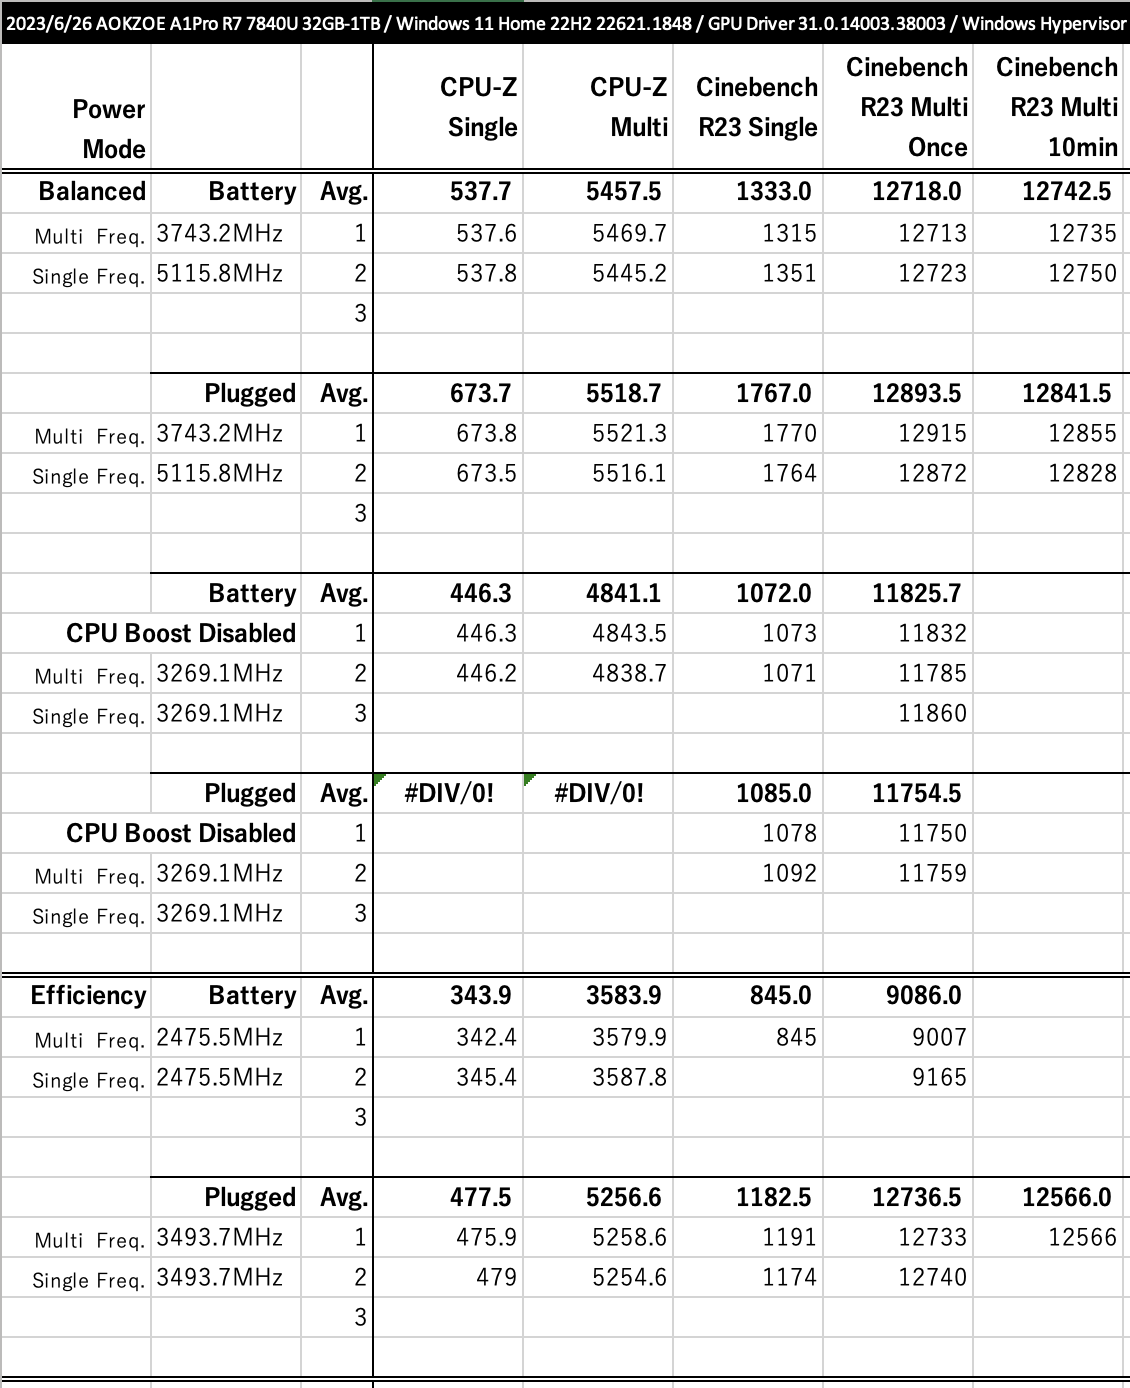 2023/6/26 AOKZOE A1Pro R7 7840U 32GB-1TB / Windows 11 Home 22H2 22621.1848 / GPU Driver 31.0.14003.38003 / Windows Hypervisor
Power Mode CPU-Z Single CPU-Z Multi Cinebench R23 Single Cinebench R23 Multi Once Cinebench R23 Multi 10min
Balanced Battery Avg. 537.7 5457.5 1333.0 12718.0 12742.5
Multi Freq. 3743.2MHz 1 537.6 5469.7 1315 12713 12735
Single Freq. 5115.8MHz 2 537.8 5445.2 1351 12723 12750
3
Plugged Avg. 673.7 5518.7 1767.0 12893.5 12841.5
Multi Freq. 3743.2MHz 1 673.8 5521.3 1770 12915 12855
Single Freq. 5115.8MHz 2 673.5 5516.1 1764 12872 12828
3
Battery Avg. 446.3 4841.1 1072.0 11825.7
CPU Boost Disabled 1 446.3 4843.5 1073 11832
Multi Freq. 3269.1MHz 2 446.2 4838.7 1071 11785
Single Freq. 3269.1MHz 3 11860
Plugged Avg. #DIV/0! #DIV/0! 1085.0 11754.5
CPU Boost Disabled 1 1078 11750
Multi Freq. 3269.1MHz 2 1092 11759
Single Freq. 3269.1MHz 3
Efficiency Battery Avg. 343.9 3583.9 845.0 9086.0
Multi Freq. 2475.5MHz 1 342.4 3579.9 845 9007
Single Freq. 2475.5MHz 2 345.4 3587.8 9165
3
Plugged Avg. 477.5 5256.6 1182.5 12736.5 12566.0
Multi Freq. 3493.7MHz 1 475.9 5258.6 1191 12733 12566
Single Freq. 3493.7MHz 2 479 5254.6 1174 12740
3